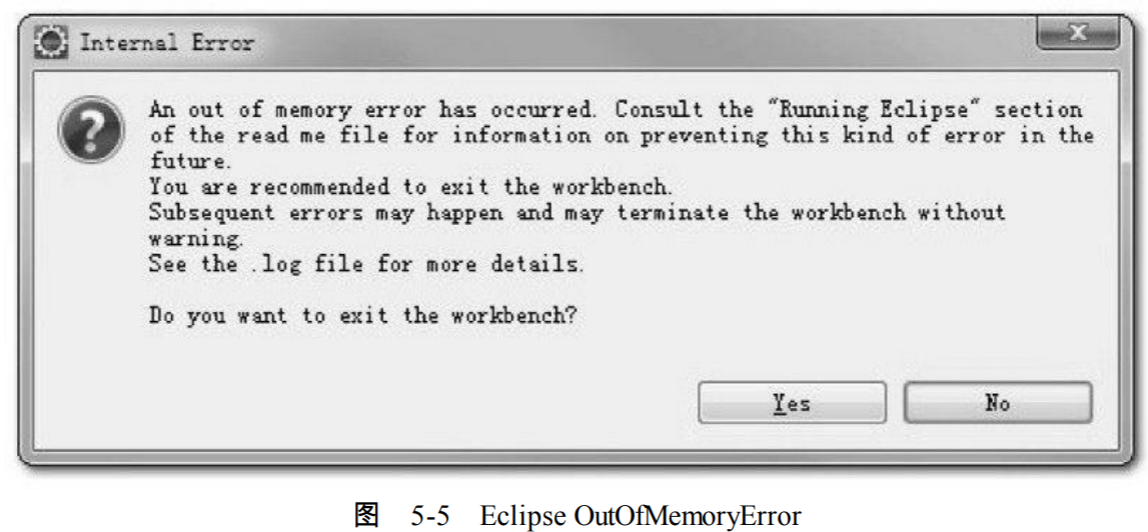 Internal Error
An out of memory error has occurred. Consult the "Running Eclipse" section
of the read me file for information on preventing this kind of error in the
future.
You are recommended to exit the workbench.
Subsequent errors may happen and may terminate the workbench without
warning.
See the .log file for more details.
Do you want to exit the workbench?
Yes
No
图 5-5 Eclipse OutOfMemoryError